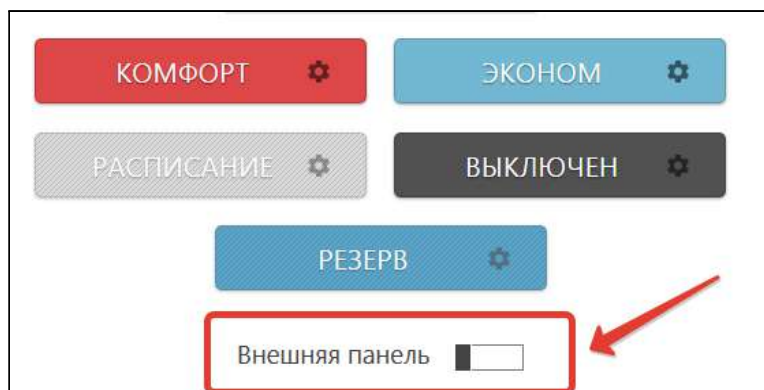 КОМФОРТ
ЭКОНОМ
РАСПИСАНИЕ
ВЫКЛЮЧЕН
РЕЗЕРВ
Внешняя панель